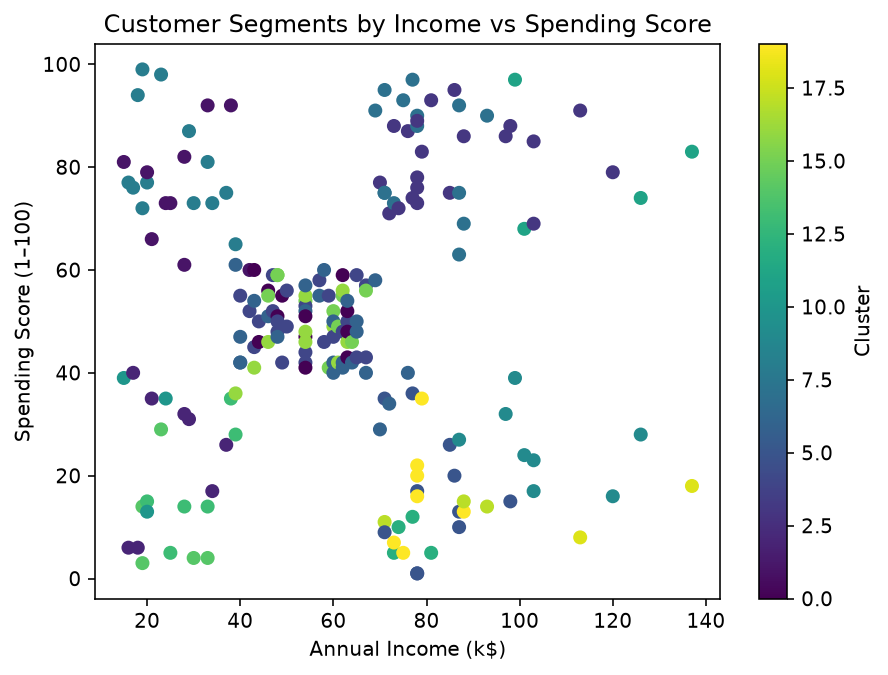 Customer Segments by Income vs Spending Score
100
80
60
40
20
0
Spending Score (1–100)
20 40 60 80 100 120 140
Annual Income (k$)
17.5
15.0
12.5
10.0
7.5
5.0
2.5
0.0
Cluster